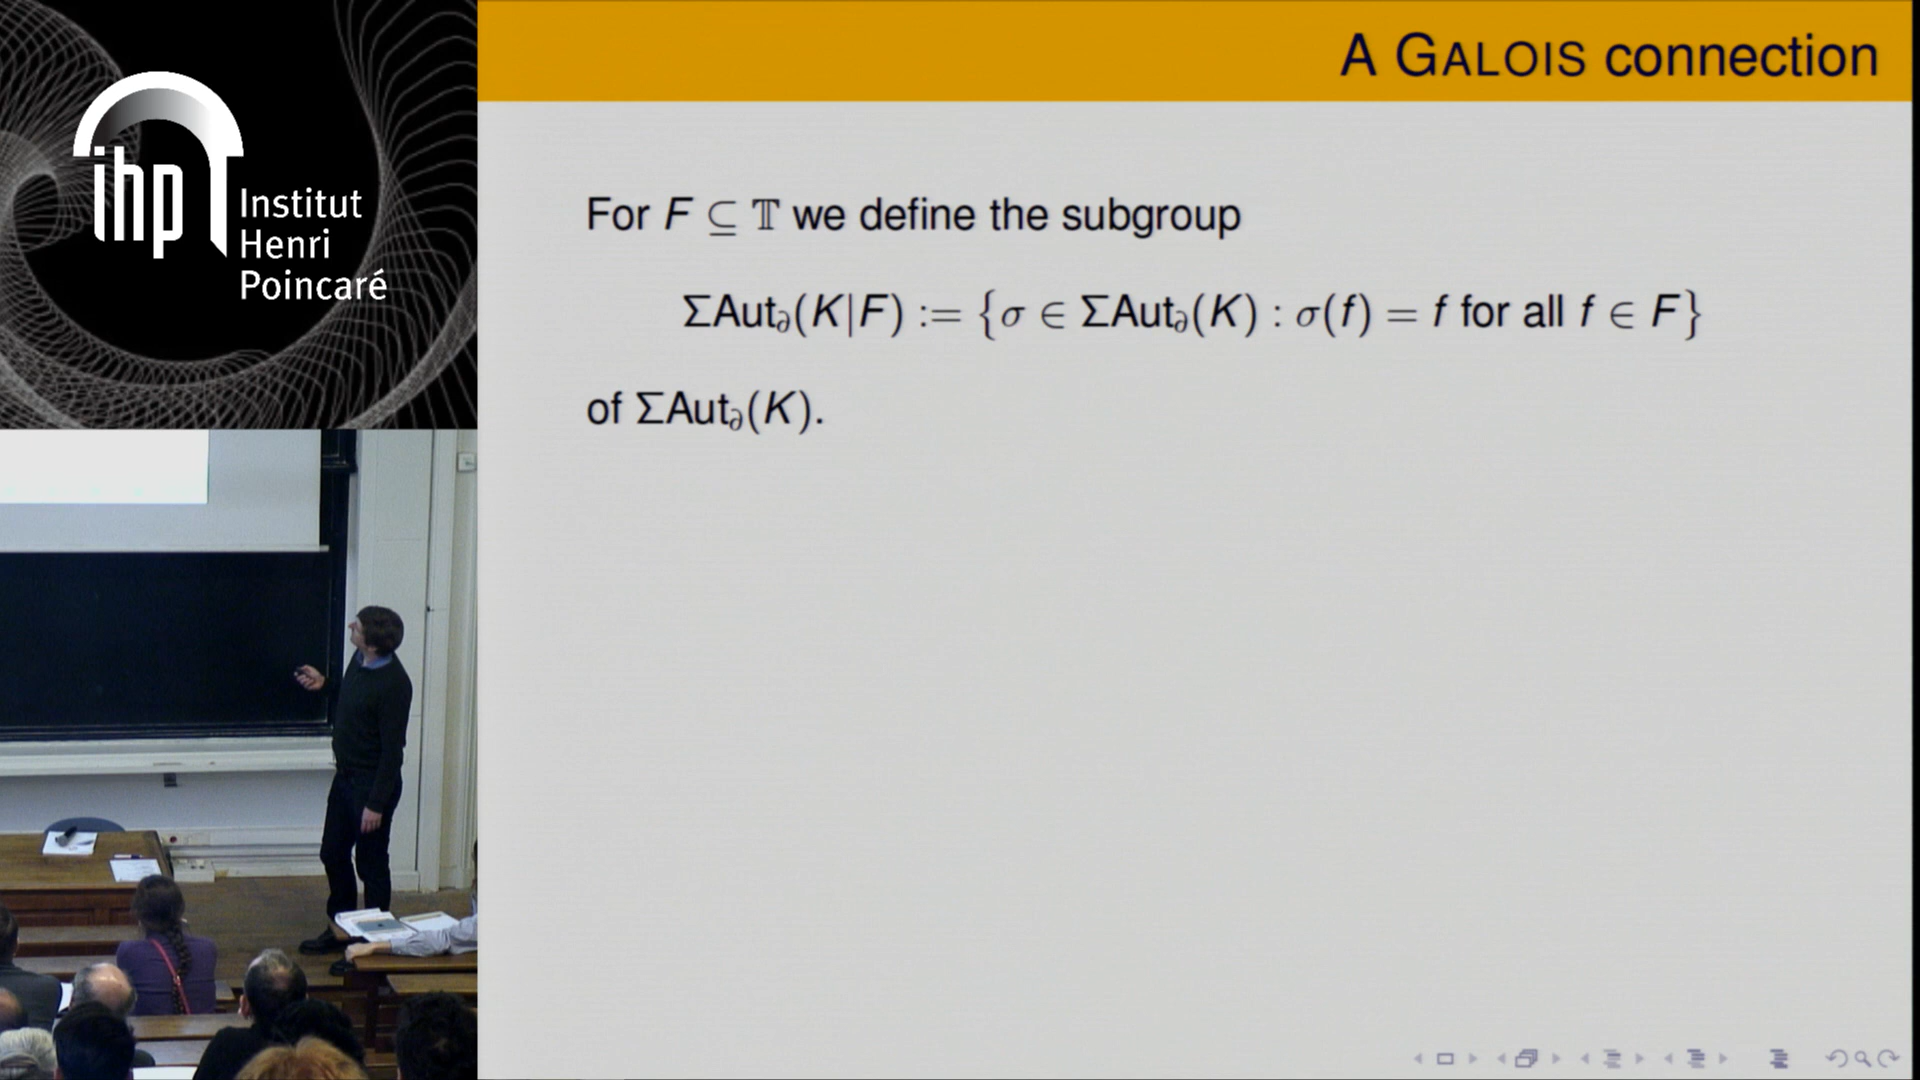 ihp
Institut
Henri
Poincaré
A GALOIS connection
For F ⊆ 𝕋 we define the subgroup
ΣAut∂(K|F) := {σ ∈ ΣAut∂(K) : σ(f) = f for all f ∈ F}
of ΣAut∂(K).